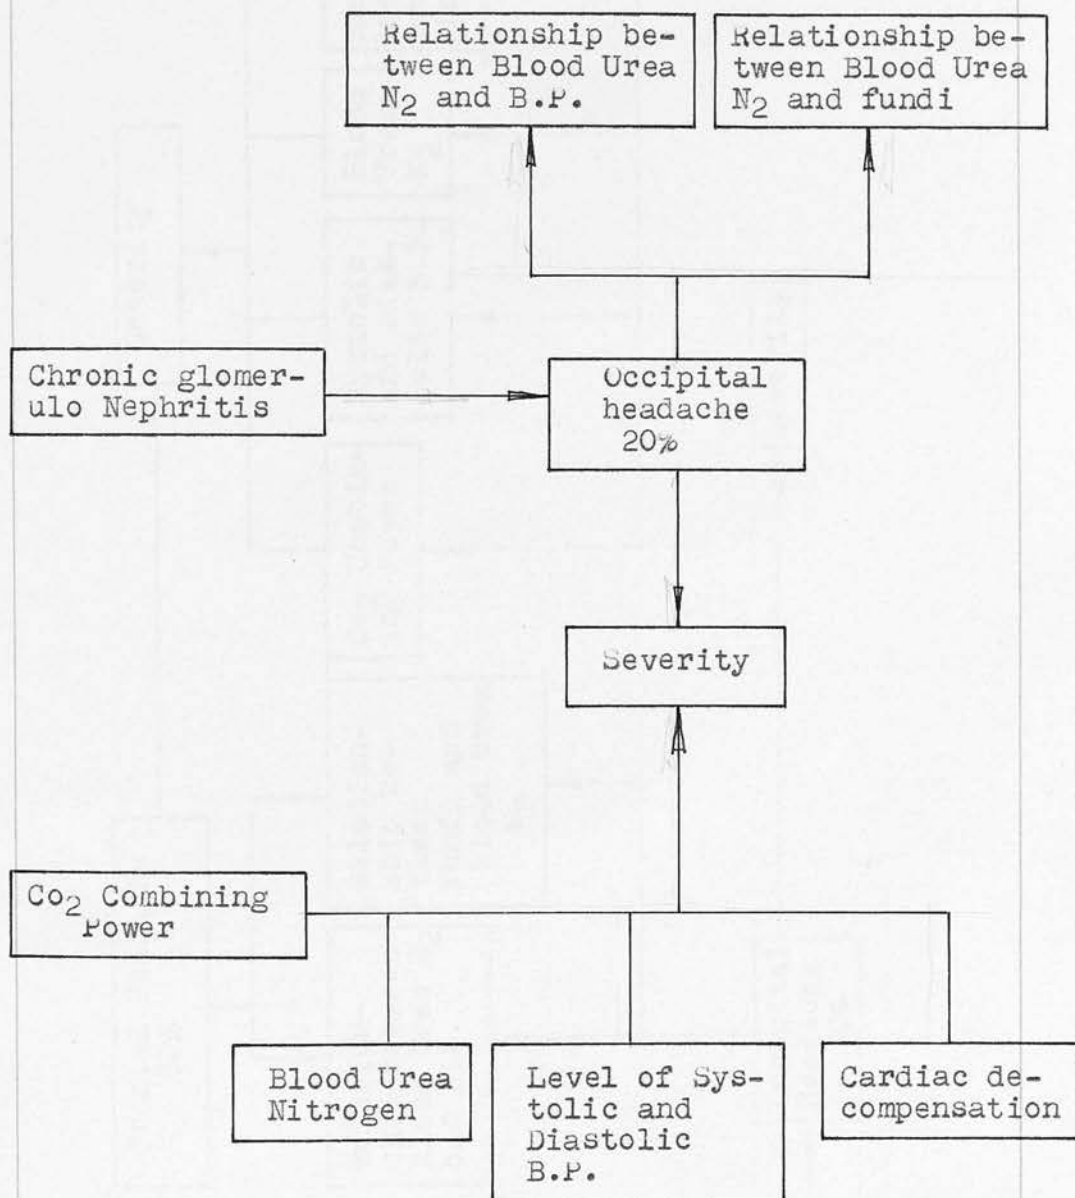 Relationship be-
tween Blood Urea
N2 and B.P.
Relationship be-
tween Blood Urea
N2 and fundi
Chronic glomer-
ulo Nephritis
Occipital
headache
20%
Severity
Co2 Combining
Power
Blood Urea
Nitrogen
Level of Sys-
tolic and
Diastolic
B.P.
Cardiac de-
compensation